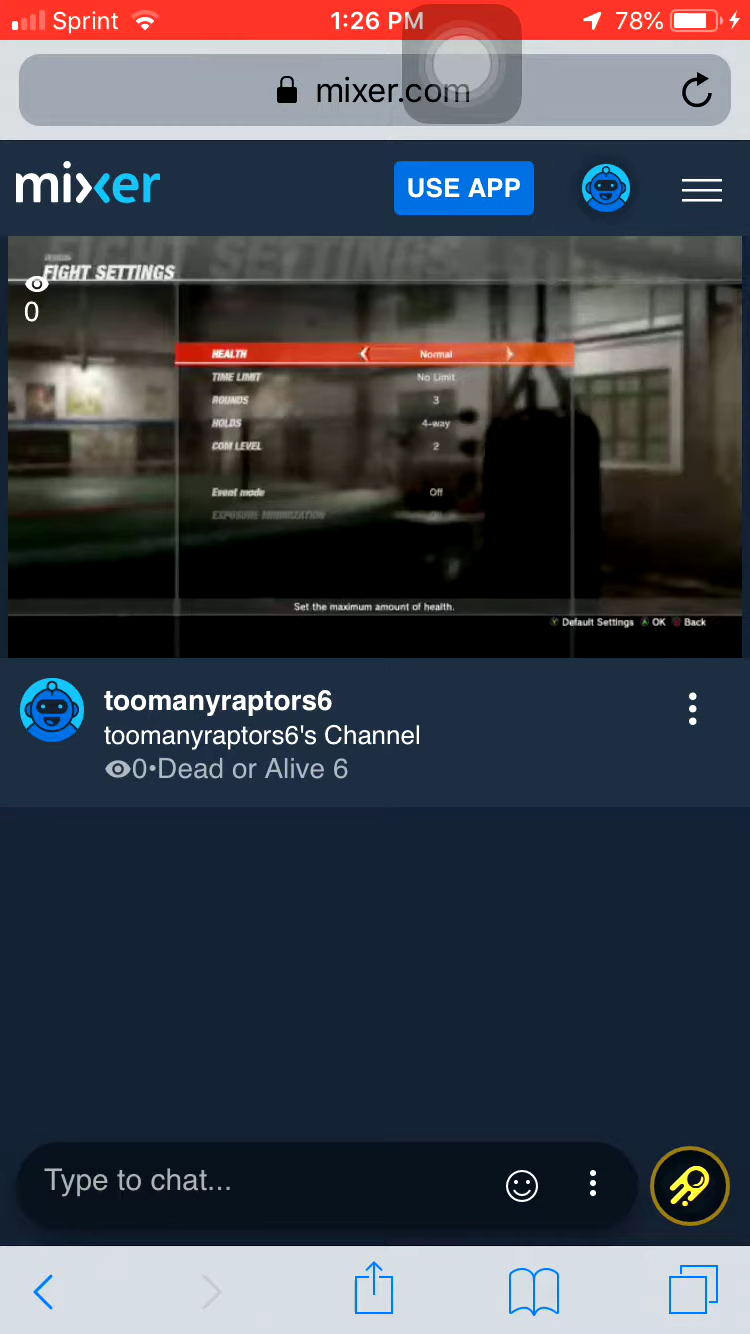 Sprint 1:26 PM 78%
mixer.com
mixer USE APP
FIGHT SETTINGS
0
HEALTH Normal
TIME LIMIT No Limit
ROUNDS 3
HOLDS 4-way
COM LEVEL 2
Event mode Off
EXPOSURE MINIMIZATION
Set the maximum amount of health.
Y Default Settings A OK B Back
toomanyraptors6
toomanyraptors6's Channel
0•Dead or Alive 6
Type to chat...